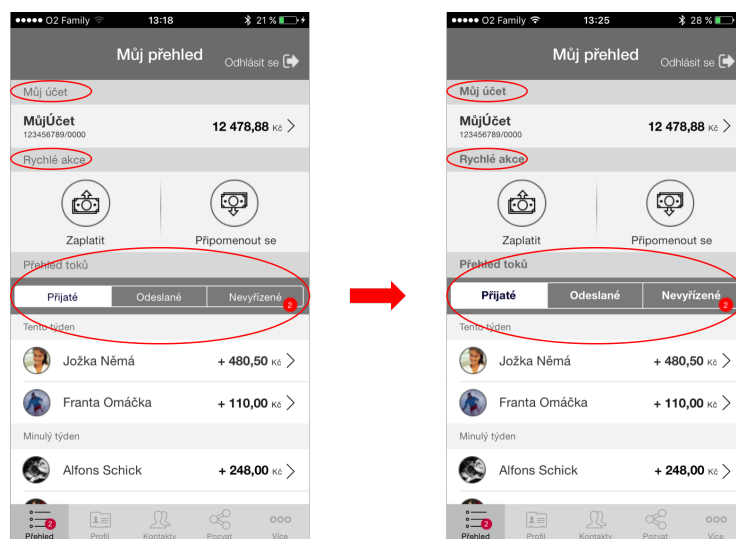 O2 Family 13:18 21 %
Můj přehled
Odhlásit se
Můj účet
MůjÚčet
123456789/0000
12 478,88 Kč
Rychlé akce
Zaplatit Připomenout se
Přehled toků
Přijaté Odeslané Nevyřízené 2
Tento týden
Jožka Němá + 480,50 Kč
Franta Omáčka + 110,00 Kč
Minulý týden
Alfons Schick + 248,00 Kč
2
Přehled Profil Kontakty Pozvat Více
O2 Family 13:25 28 %
Můj přehled
Odhlásit se
Můj účet
MůjÚčet
123456789/0000
12 478,88 Kč
Rychlé akce
Zaplatit Připomenout se
Přehled toků
Přijaté Odeslané Nevyřízené 2
Tento týden
Jožka Němá + 480,50 Kč
Franta Omáčka + 110,00 Kč
Minulý týden
Alfons Schick + 248,00 Kč
2
Přehled Profil Kontakty Pozvat Více